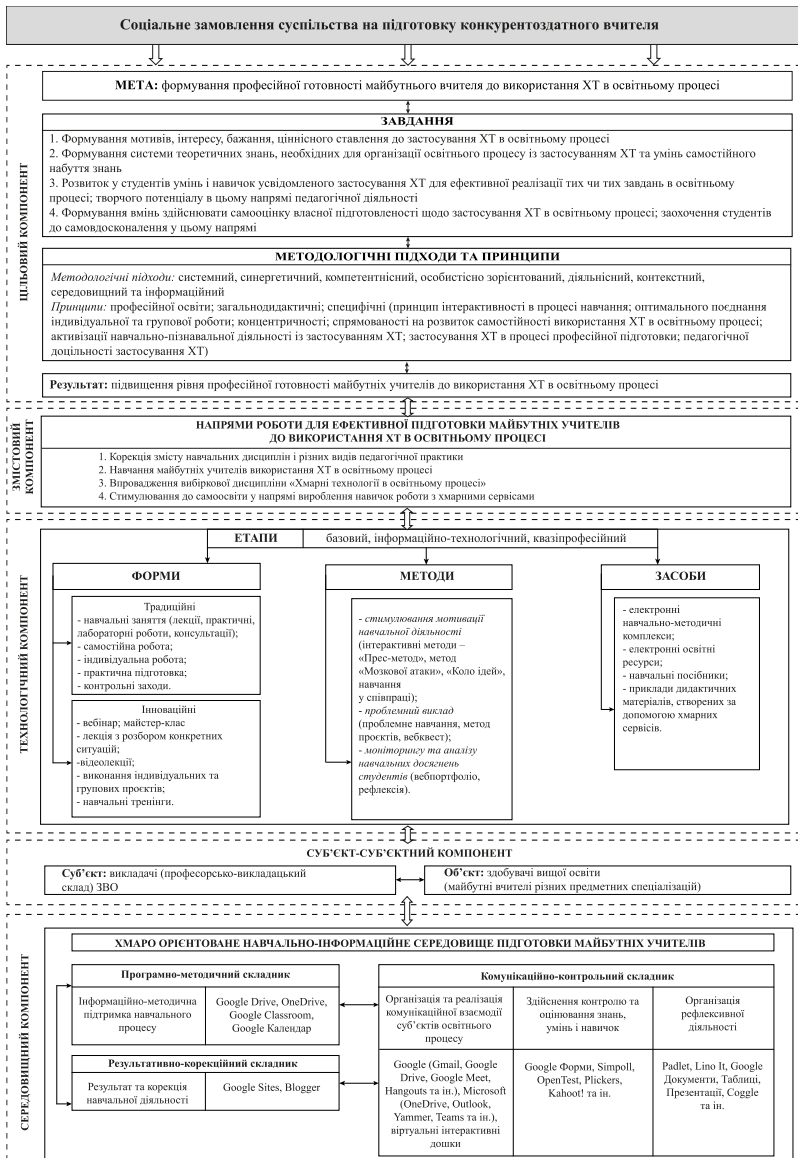 Соціальне замовлення суспільства на підготовку конкурентоздатного вчителя
ЦІЛЬОВИЙ КОМПОНЕНТ
МЕТА: формування професійної готовності майбутнього вчителя до використання ХТ в освітньому процесі
ЗАВДАННЯ
1. Формування мотивів, інтересу, бажання, ціннісного ставлення до застосування ХТ в освітньому процесі
2. Формування системи теоретичних знань, необхідних для організації освітнього процесу із застосуванням ХТ та умінь самостійного
набуття знань
3. Розвиток у студентів умінь і навичок усвідомленого застосування ХТ для ефективної реалізації тих чи тих завдань в освітньому
процесі; творчого потенціалу в цьому напрямі педагогічної діяльності
4. Формування вмінь здійснювати самооцінку власної підготовленості щодо застосування ХТ в освітньому процесі; заохочення студентів
до самовдосконалення у цьому напрямі
МЕТОДОЛОГІЧНІ ПІДХОДИ ТА ПРИНЦИПИ
Методологічні підходи: системний, синергетичний, компетентнісний, особистісно зорієнтований, діяльнісний, контекстний,
середовищний та інформаційний
Принципи: професійної освіти; загальнодидактичні; специфічні (принцип інтерактивності в процесі навчання; оптимального поєднання
індивідуальної та групової роботи; концентричності; спрямованості на розвиток самостійності використання ХТ в освітньому процесі;
активізації навчально-пізнавальної діяльності із застосуванням ХТ; застосування ХТ в процесі професійної підготовки; педагогічної
доцільності застосування ХТ)
Результат: підвищення рівня професійної готовності майбутніх учителів до використання ХТ в освітньому процесі
ЗМІСТОВИЙ
КОМПОНЕНТ
НАПРЯМИ РОБОТИ ДЛЯ ЕФЕКТИВНОЇ ПІДГОТОВКИ МАЙБУТНІХ УЧИТЕЛІВ
ДО ВИКОРИСТАННЯ ХТ В ОСВІТНЬОМУ ПРОЦЕСІ
1. Корекція змісту навчальних дисциплін і різних видів педагогічної практики
2. Навчання майбутніх учителів використання ХТ в освітньому процесі
3. Впровадження вибіркової дисципліни «Хмарні технології в освітньому процесі»
4. Стимулювання до самоосвіти у напрямі вироблення навичок роботи з хмарними сервісами
ТЕХНОЛОГІЧНИЙ КОМПОНЕНТ
ЕТАПИ
базовий, інформаційно-технологічний, квазіпрофесійний
ФОРМИ
Традиційні
- навчальні заняття (лекції, практичні,
лабораторні роботи, консультації);
- самостійна робота;
- індивідуальна робота;
- практична підготовка;
- контрольні заходи.
Інноваційні
- вебінар; майстер-клас
- лекція з розбором конкретних
ситуацій;
-відеолекції;
- виконання індивідуальних та
групових проєктів;
- навчальні тренінги.
МЕТОДИ
- стимулювання мотивації
навчальної діяльності
(інтерактивні методи –
«Прес-метод», метод
«Мозкової атаки», «Коло ідей»,
навчання
у співпраці);
- проблемний виклад
(проблемне навчання, метод
проєктів, вебквест);
- моніторингу та аналізу
навчальних досягнень
студентів (вебпортфоліо,
рефлексія).
ЗАСОБИ
- електронні
навчально-методичні
комплекси;
- електронні освітні
ресурси;
- навчальні посібники;
- приклади дидактичних
матеріалів, створених за
допомогою хмарних
сервісів.
СУБ’ЄКТ-СУБ’ЄКТНИЙ КОМПОНЕНТ
Суб’єкт: викладачі (професорсько-викладацький
склад) ЗВО
Об’єкт: здобувачі вищої освіти
(майбутні вчителі різних предметних спеціалізацій)
СЕРЕДОВИЩНИЙ КОМПОНЕНТ
ХМАРО ОРІЄНТОВАНЕ НАВЧАЛЬНО-ІНФОРМАЦІЙНЕ СЕРЕДОВИЩЕ ПІДГОТОВКИ МАЙБУТНІХ УЧИТЕЛІВ
Програмно-методичний складник
Інформаційно-методична
підтримка навчального
процесу
Google Drive, OneDrive,
Google Classroom,
Google Календар
Результативно-корекційний складник
Результат та корекція
навчальної діяльності
Google Sites, Blogger
Комунікаційно-контрольний складник
Організація та реалізація
комунікаційної взаємодії
суб’єктів освітнього
процесу
Здійснення контролю та
оцінювання знань,
умінь і навичок
Організація
рефлексивної
діяльності
Google (Gmail, Google
Drive, Google Meet,
Hangouts та ін.), Microsoft
(OneDrive, Outlook,
Yammer, Teams та ін.),
віртуальні інтерактивні
дошки
Google Форми, Simpoll,
OpenTest, Plickers,
Kahoot! та ін.
Padlet, Lino It, Google
Документи, Таблиці,
Презентації, Coggle
та ін.